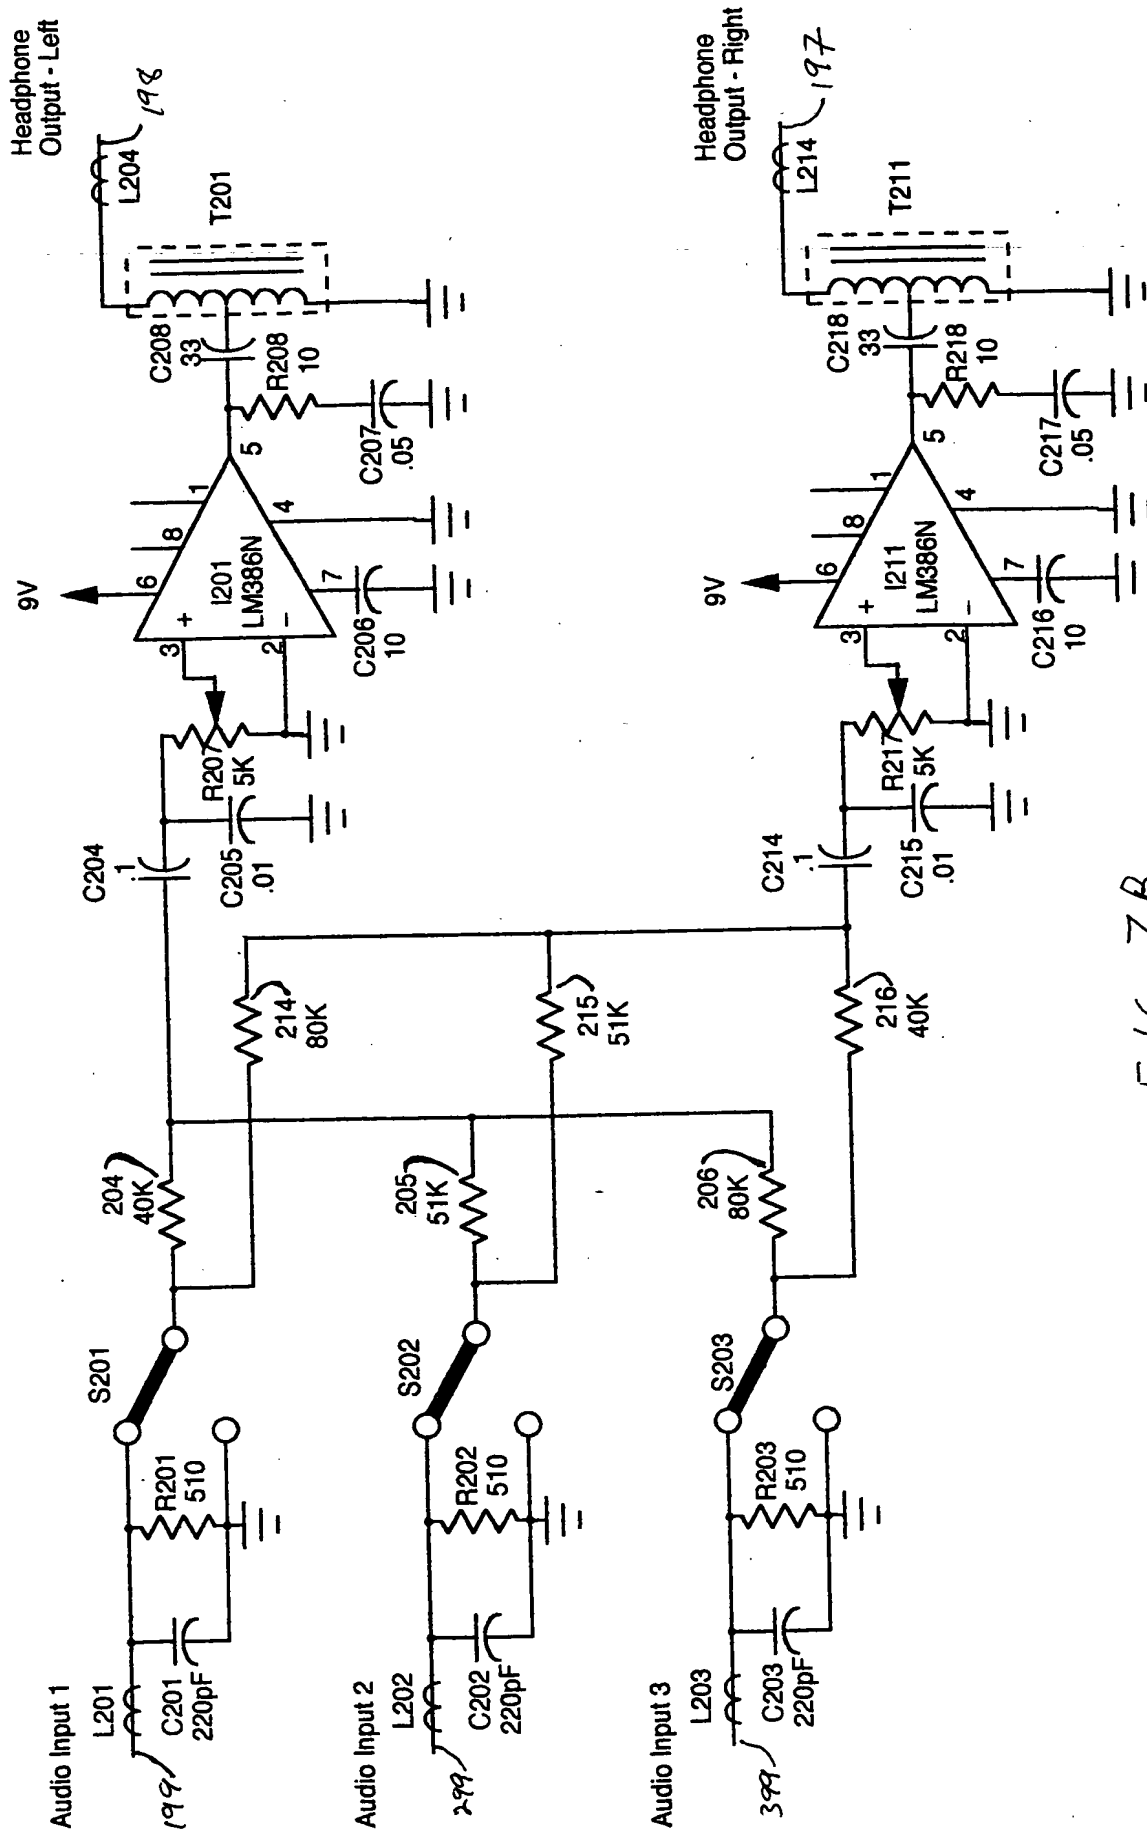 Audio Input 1
L201
199
C201
220pF
R201
510
S201
204
40K
214
80K
C204
.1
C205
.01
R207
5K
9V
3
+
2
-
6
8
1
I201
LM386N
7
4
5
C206
10
C207
.05
R208
10
C208
33
T201
L204
198
Headphone
Output - Left
Audio Input 2
L202
299
C202
220pF
R202
510
S202
205
51K
215
51K
Audio Input 3
L203
399
C203
220pF
R203
510
S203
206
80K
216
40K
C214
.1
C215
.01
R217
5K
9V
3
+
2
-
6
8
1
I211
LM386N
7
4
5
C216
10
C217
.05
R218
10
C218
33
T211
L214
197
Headphone
Output - Right
FIG 7B